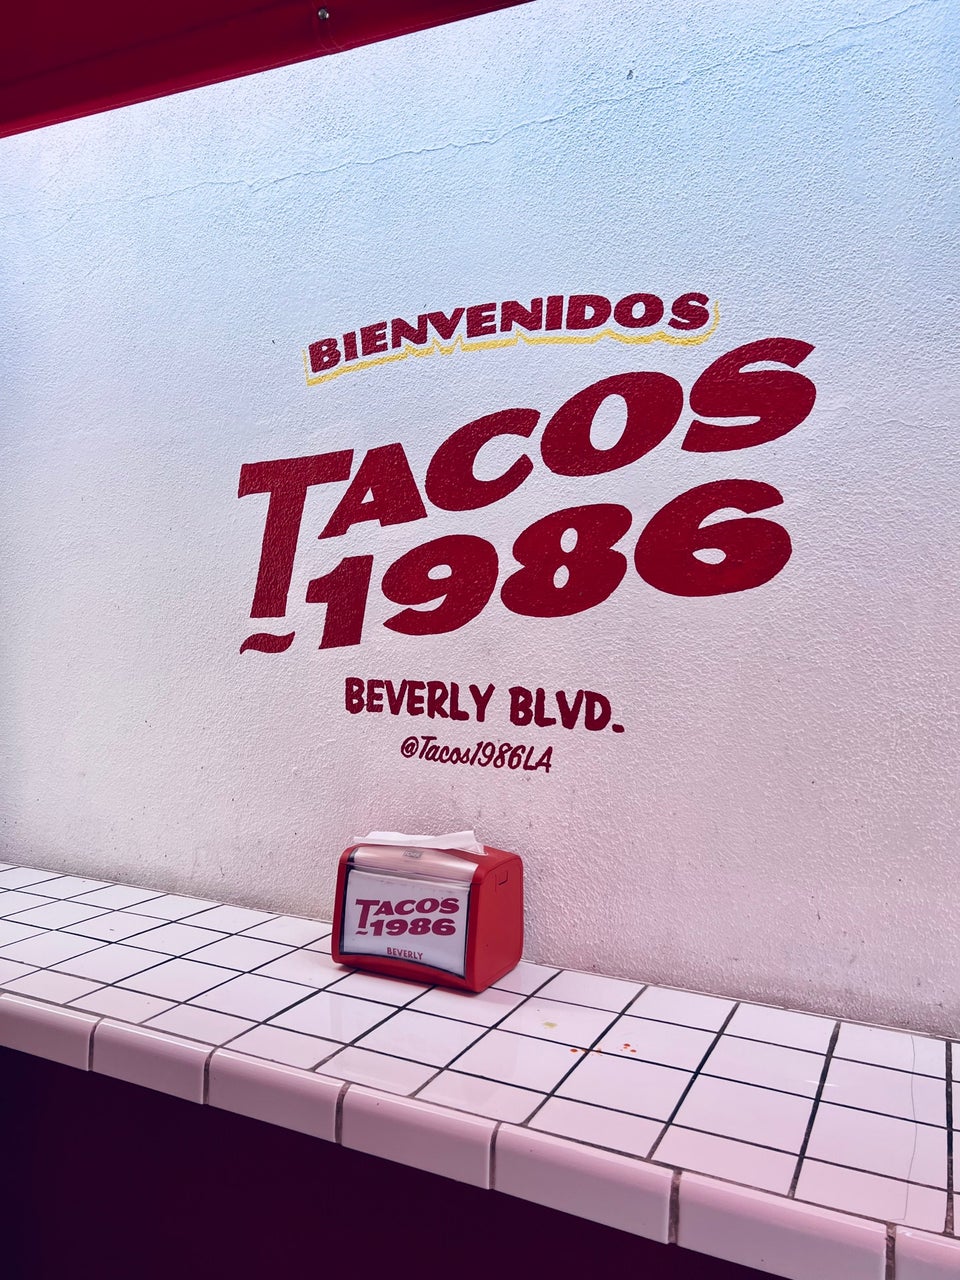 BIENVENIDOS
TACOS
1986
BEVERLY BLVD.
@Tacos1986LA
TACOS
1986
BEVERLY